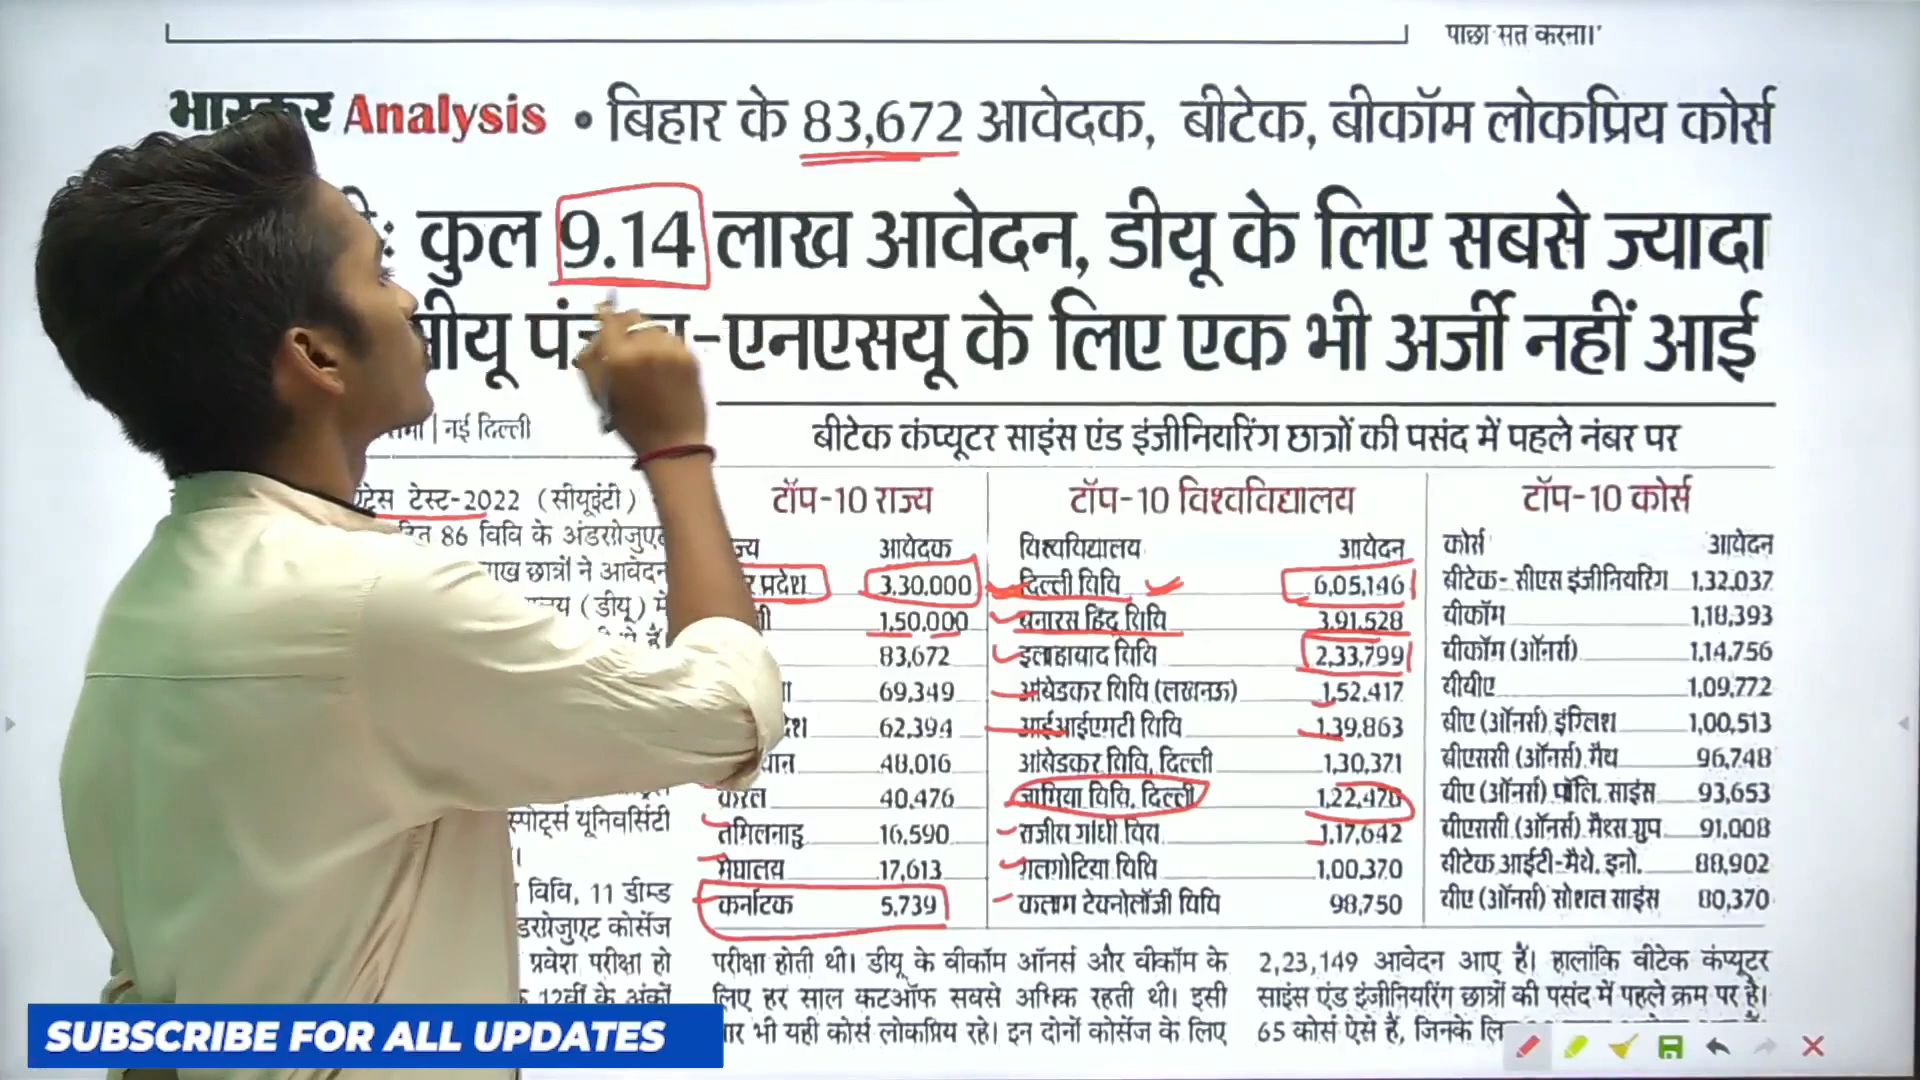 पाछा मत करना।'
भास्कर Analysis • बिहार के 83,672 आवेदक, बीटेक, बीकॉम लोकप्रिय कोर्स
कुल 9.14 लाख आवेदन, डीयू के लिए सबसे ज्यादा
सीयू पंजाब-एनएसयू के लिए एक भी अर्जी नहीं आई
नई दिल्ली
बीटेक कंप्यूटर साइंस एंड इंजीनियरिंग छात्रों की पसंद में पहले नंबर पर
टेस्ट-2022 (सीयूइटी)
86 विवि के अंडरग्रेजुएट
छात्रों ने आवेदन
(डीयू) में
स्पोर्ट्स यूनिवर्सिटी
विवि, 11 डीम्ड
कोर्सेज
प्रवेश परीक्षा हो
12वीं के अंकों
टॉप-10 राज्य
आवेदक
प्रदेश 3,30,000
1,50,000
83,672
69,349
62,394
48,016
केरल 40,476
तमिलनाडु 16,590
मेघालय 17,613
कर्नाटक 5,739
टॉप-10 विश्वविद्यालय
विश्वविद्यालय आवेदन
दिल्ली विवि 6,05,146
बनारस हिंदू विवि 3,91,528
इलाहाबाद विवि 2,33,799
आंबेडकर विवि (लखनऊ) 1,52,417
आईआईएमटी विवि 1,39,863
आंबेडकर विवि, दिल्ली 1,30,371
जामिया विवि, दिल्ली 1,22,470
राजीव गांधी विवि 1,17,642
गलगोटिया विवि 1,00,370
कलाम टेक्नोलॉजी विवि 98,750
टॉप-10 कोर्स
कोर्स आवेदन
बीटेक- सीएस इंजीनियरिंग 1,32,037
बीकॉम 1,18,393
बीकॉम (ऑनर्स) 1,14,756
बीबीए 1,09,772
बीए (ऑनर्स) इंग्लिश 1,00,513
बीएससी (ऑनर्स) मैथ 96,748
बीए (ऑनर्स) पॉलि. साइंस 93,653
बीएससी (ऑनर्स) मैथ्स ग्रुप 91,008
बीटेक आईटी-मैथे. इनो. 88,902
बीए (ऑनर्स) सोशल साइंस 80,370
परीक्षा होती थी। डीयू के बीकॉम ऑनर्स और बीकॉम के
लिए हर साल कटऑफ सबसे अधिक रहती थी। इसी
बार भी यही कोर्स लोकप्रिय रहे। इन दोनों कोर्सेज के लिए
2,23,149 आवेदन आए हैं। हालांकि बीटेक कंप्यूटर
साइंस एंड इंजीनियरिंग छात्रों की पसंद में पहले क्रम पर है।
65 कोर्स ऐसे हैं, जिनके
SUBSCRIBE FOR ALL UPDATES